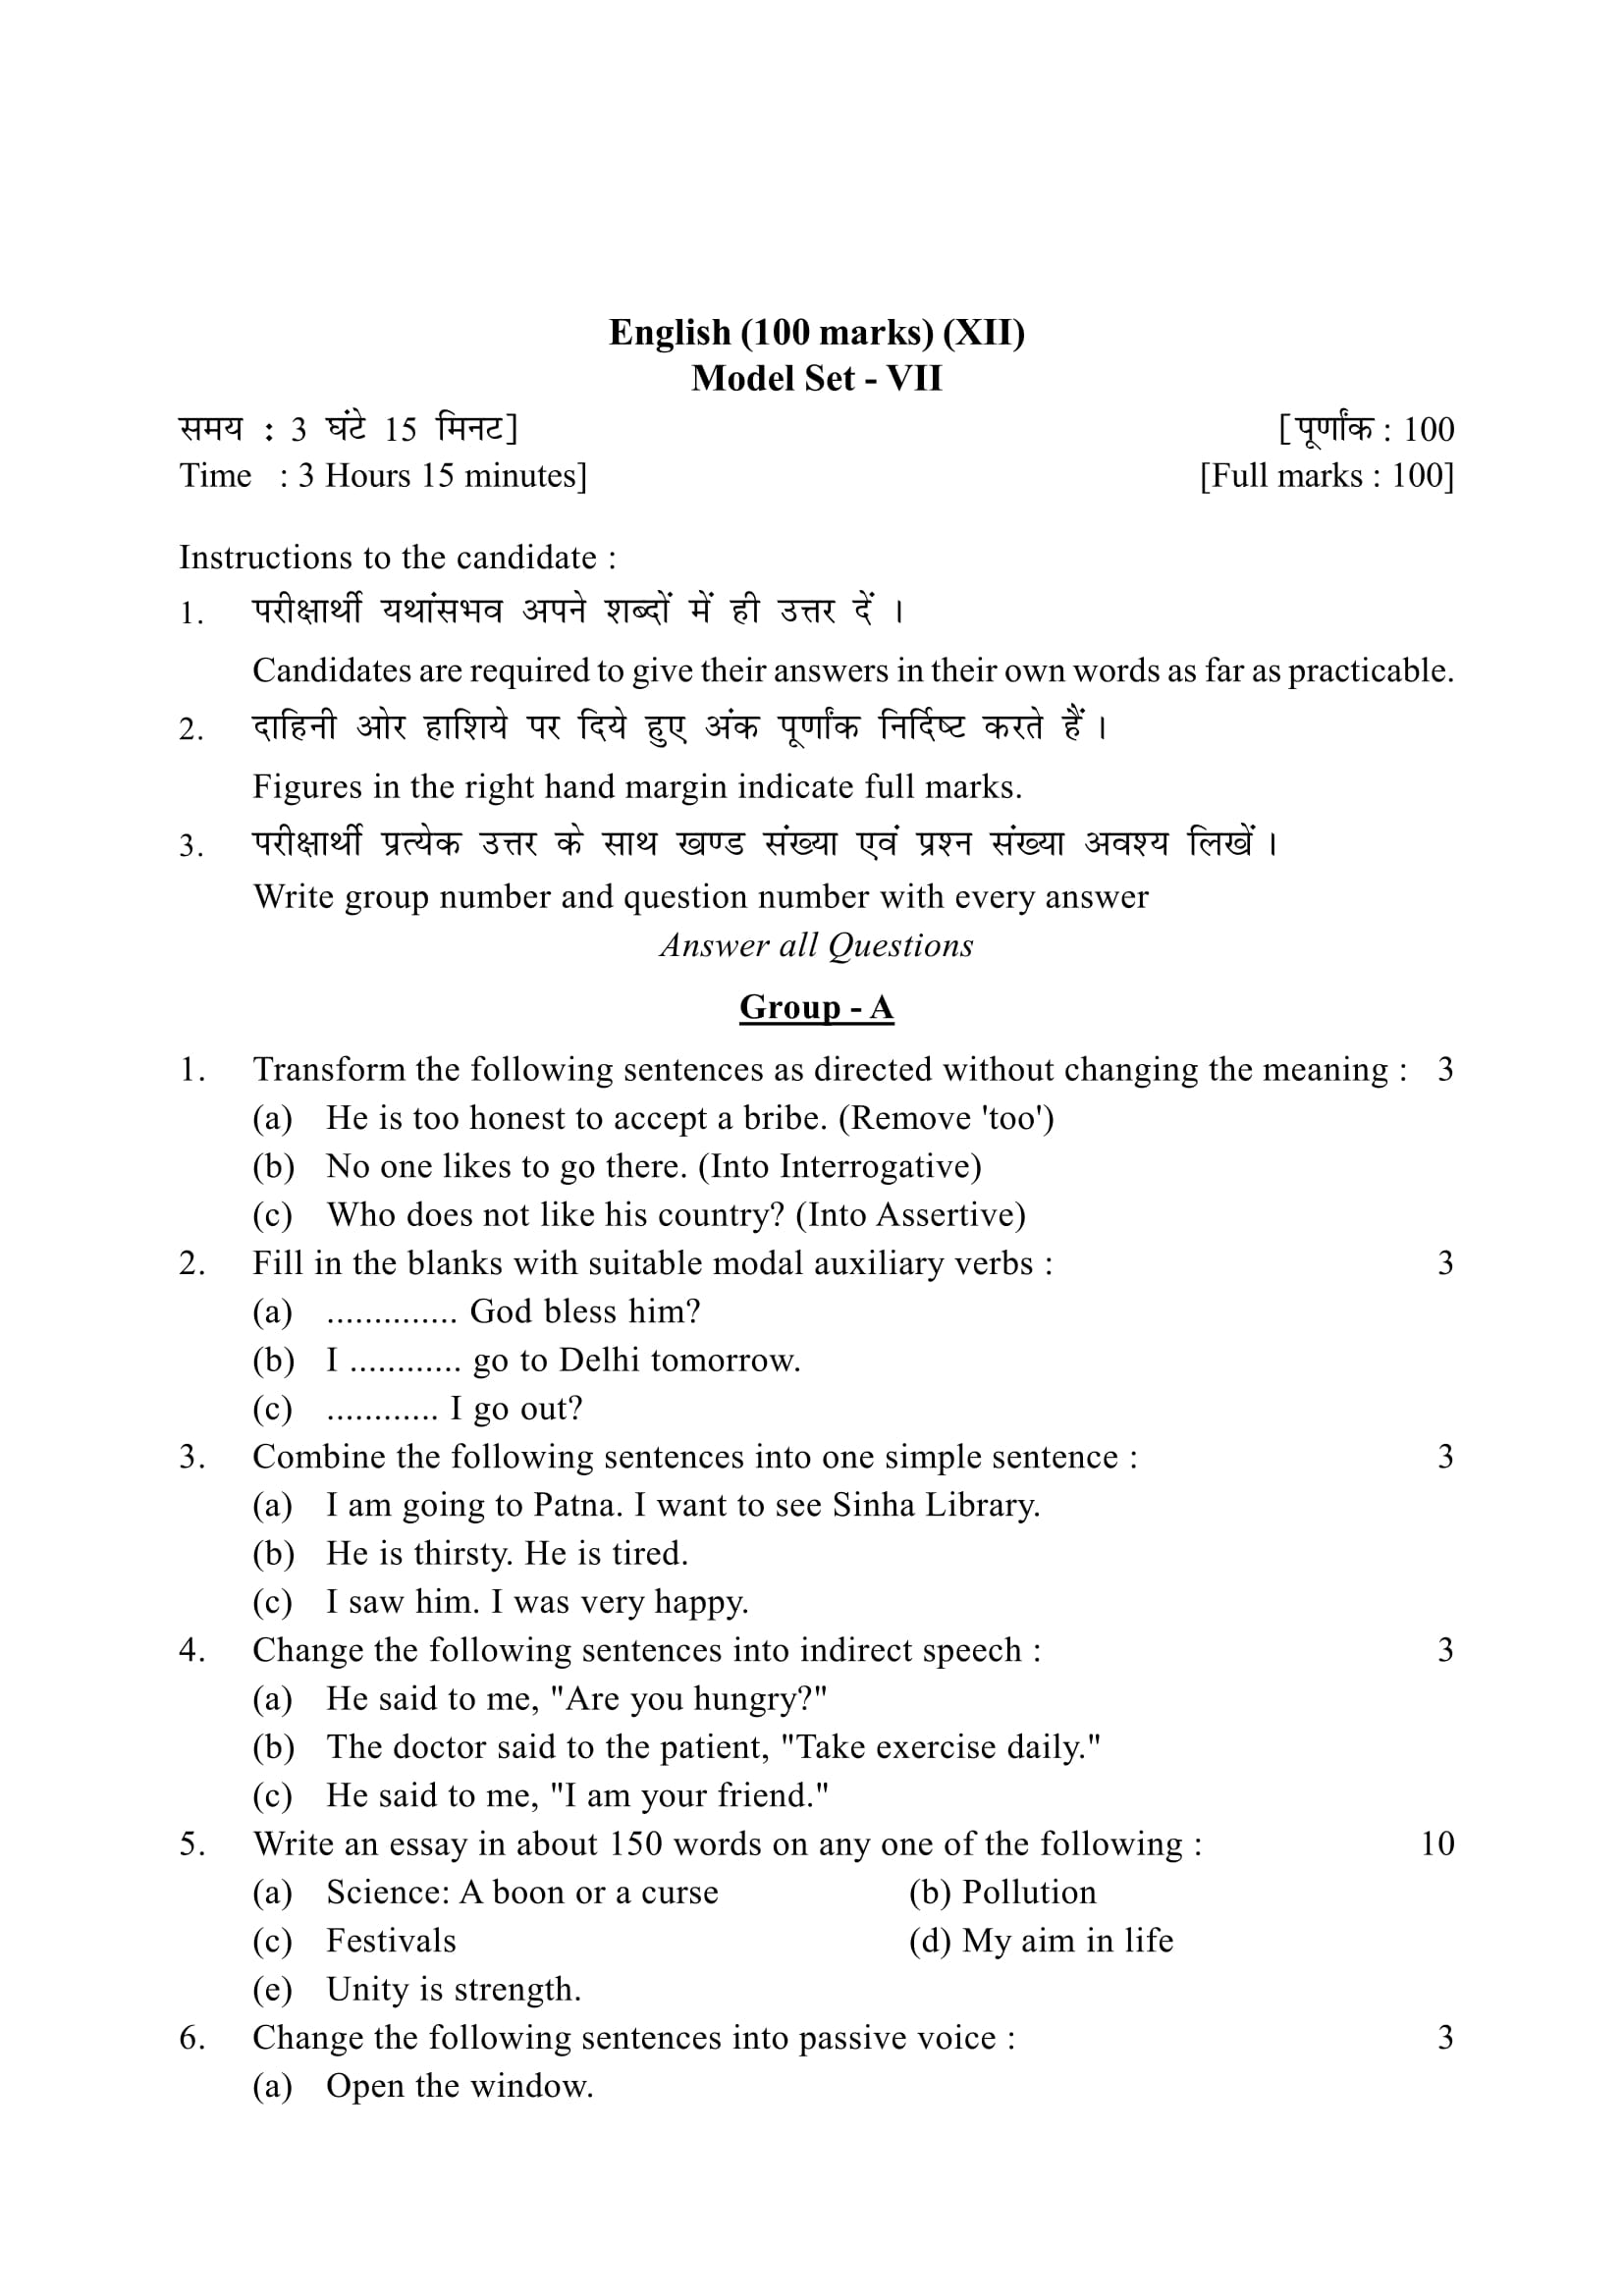 English (100 marks) (XII)
Model Set - VII
समय : 3 घंटे 15 मिनट] [पूर्णांक : 100
Time : 3 Hours 15 minutes] [Full marks : 100]
Instructions to the candidate :
1. परीक्षार्थी यथांसभव अपने शब्दों में ही उत्तर दें ।
Candidates are required to give their answers in their own words as far as practicable.
2. दाहिनी ओर हाशिये पर दिये हुए अंक पूर्णांक निर्दिष्ट करते हैं ।
Figures in the right hand margin indicate full marks.
3. परीक्षार्थी प्रत्येक उत्तर के साथ खण्ड संख्या एवं प्रश्न संख्या अवश्य लिखें ।
Write group number and question number with every answer
Answer all Questions
Group - A
1. Transform the following sentences as directed without changing the meaning : 3
(a) He is too honest to accept a bribe. (Remove 'too')
(b) No one likes to go there. (Into Interrogative)
(c) Who does not like his country? (Into Assertive)
2. Fill in the blanks with suitable modal auxiliary verbs : 3
(a) .............. God bless him?
(b) I ............ go to Delhi tomorrow.
(c) ............ I go out?
3. Combine the following sentences into one simple sentence : 3
(a) I am going to Patna. I want to see Sinha Library.
(b) He is thirsty. He is tired.
(c) I saw him. I was very happy.
4. Change the following sentences into indirect speech : 3
(a) He said to me, "Are you hungry?"
(b) The doctor said to the patient, "Take exercise daily."
(c) He said to me, "I am your friend."
5. Write an essay in about 150 words on any one of the following : 10
(a) Science: A boon or a curse (b) Pollution
(c) Festivals (d) My aim in life
(e) Unity is strength.
6. Change the following sentences into passive voice : 3
(a) Open the window.